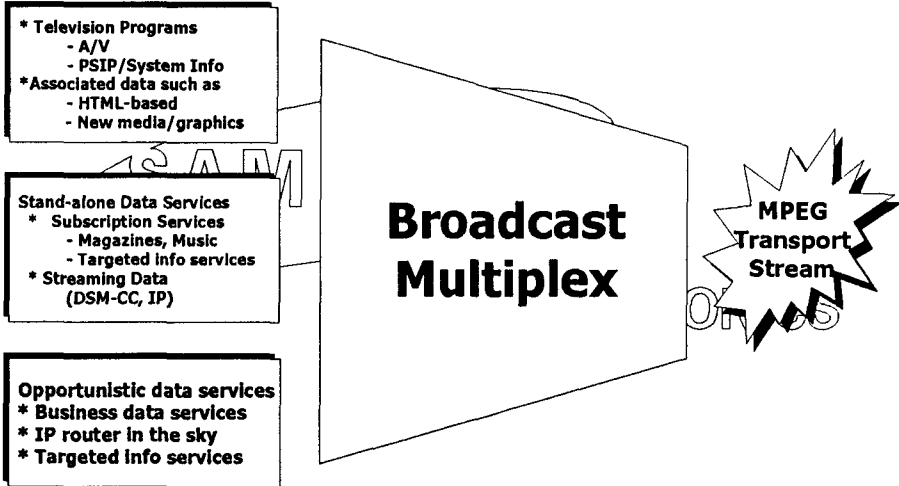 * Television Programs
- A/V
- PSIP/System Info
*Associated data such as
- HTML-based
- New media/graphics
Stand-alone Data Services
* Subscription Services
- Magazines, Music
- Targeted info services
* Streaming Data
(DSM-CC, IP)
Opportunistic data services
* Business data services
* IP router in the sky
* Targeted info services
Broadcast
Multiplex
MPEG
Transport
Stream